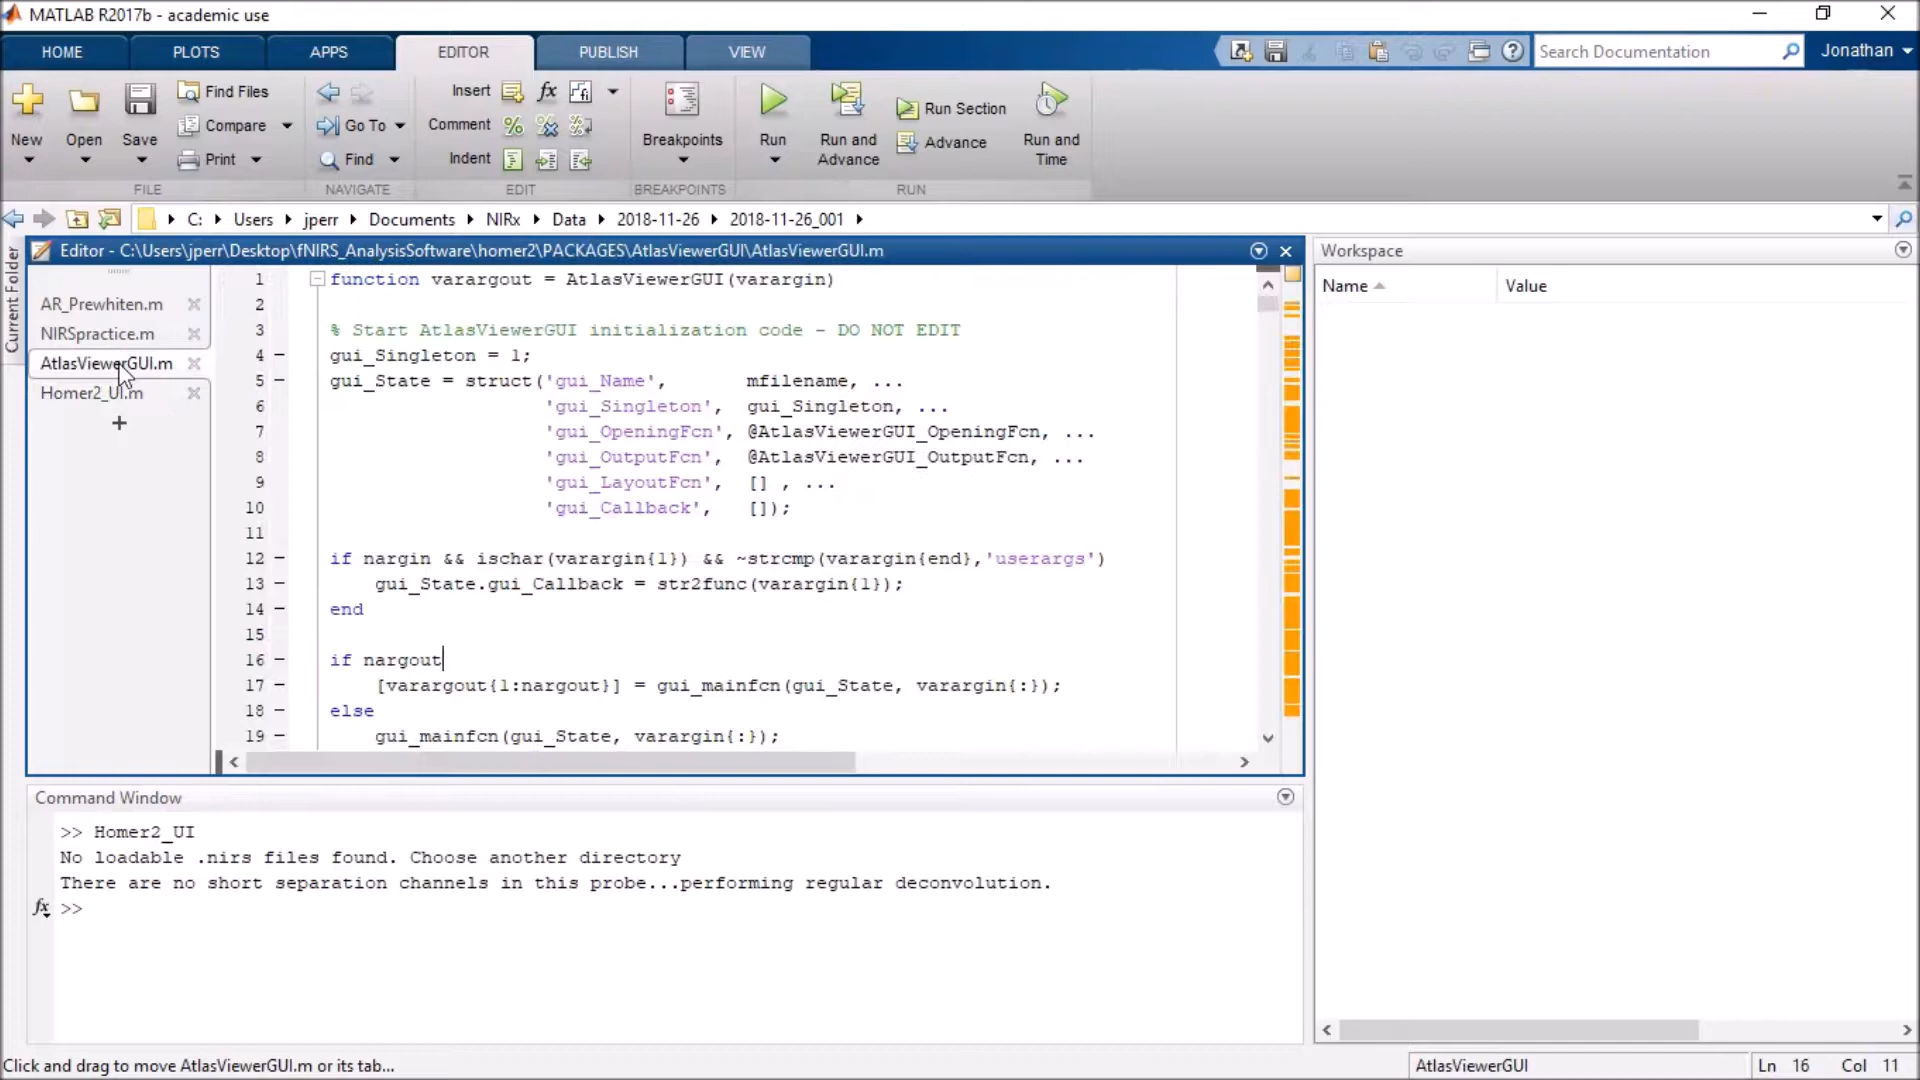 MATLAB R2017b - academic use
HOME PLOTS APPS EDITOR PUBLISH VIEW Search Documentation Jonathan
New Open Save Find Files Compare Print
Go To Find
Insert fx Comment Indent
Breakpoints Run Run and Advance Run Section Advance Run and Time
FILE NAVIGATE EDIT BREAKPOINTS RUN
C: Users jperr Documents NIRx Data 2018-11-26 2018-11-26_001
Current Folder
Editor - C:\Users\jperr\Desktop\fNIRS_AnalysisSoftware\homer2\PACKAGES\AtlasViewerGUI\AtlasViewerGUI.m
AR_Prewhiten.m
NIRSpractice.m
AtlasViewerGUI.m
Homer2_UI.m
+
1 function varargout = AtlasViewerGUI(varargin)
2
3 % Start AtlasViewerGUI initialization code - DO NOT EDIT
4 – gui_Singleton = 1;
5 – gui_State = struct('gui_Name', mfilename, ...
6 'gui_Singleton', gui_Singleton, ...
7 'gui_OpeningFcn', @AtlasViewerGUI_OpeningFcn, ...
8 'gui_OutputFcn', @AtlasViewerGUI_OutputFcn, ...
9 'gui_LayoutFcn', [] , ...
10 'gui_Callback', []);
11
12 – if nargin && ischar(varargin{1}) && ~strcmp(varargin{end},'userargs')
13 – gui_State.gui_Callback = str2func(varargin{1});
14 – end
15
16 – if nargout
17 – [varargout{1:nargout}] = gui_mainfcn(gui_State, varargin{:});
18 – else
19 – gui_mainfcn(gui_State, varargin{:});
Workspace
Name Value
Command Window
>> Homer2_UI
No loadable .nirs files found. Choose another directory
There are no short separation channels in this probe...performing regular deconvolution.
fx >>
Click and drag to move AtlasViewerGUI.m or its tab...
AtlasViewerGUI Ln 16 Col 11